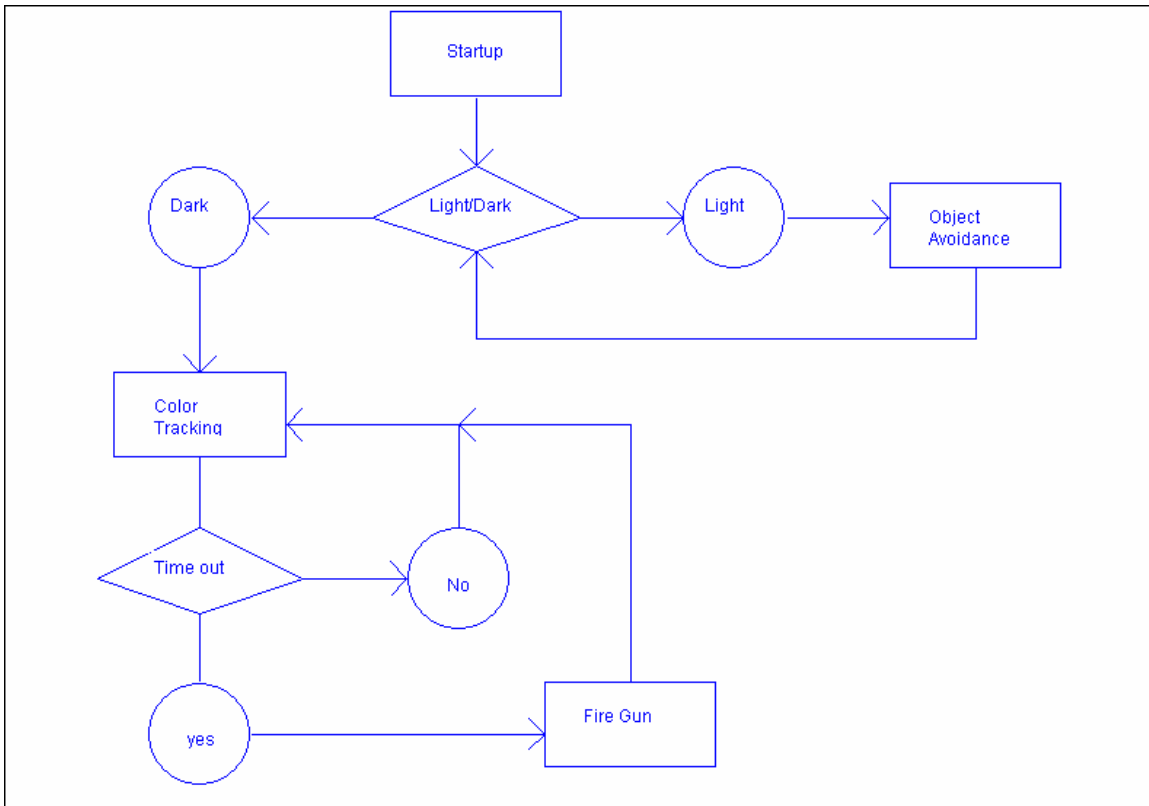 Startup
Dark
Light/Dark
Light
Object
Avoidance
Color
Tracking
Time out
No
yes
Fire Gun